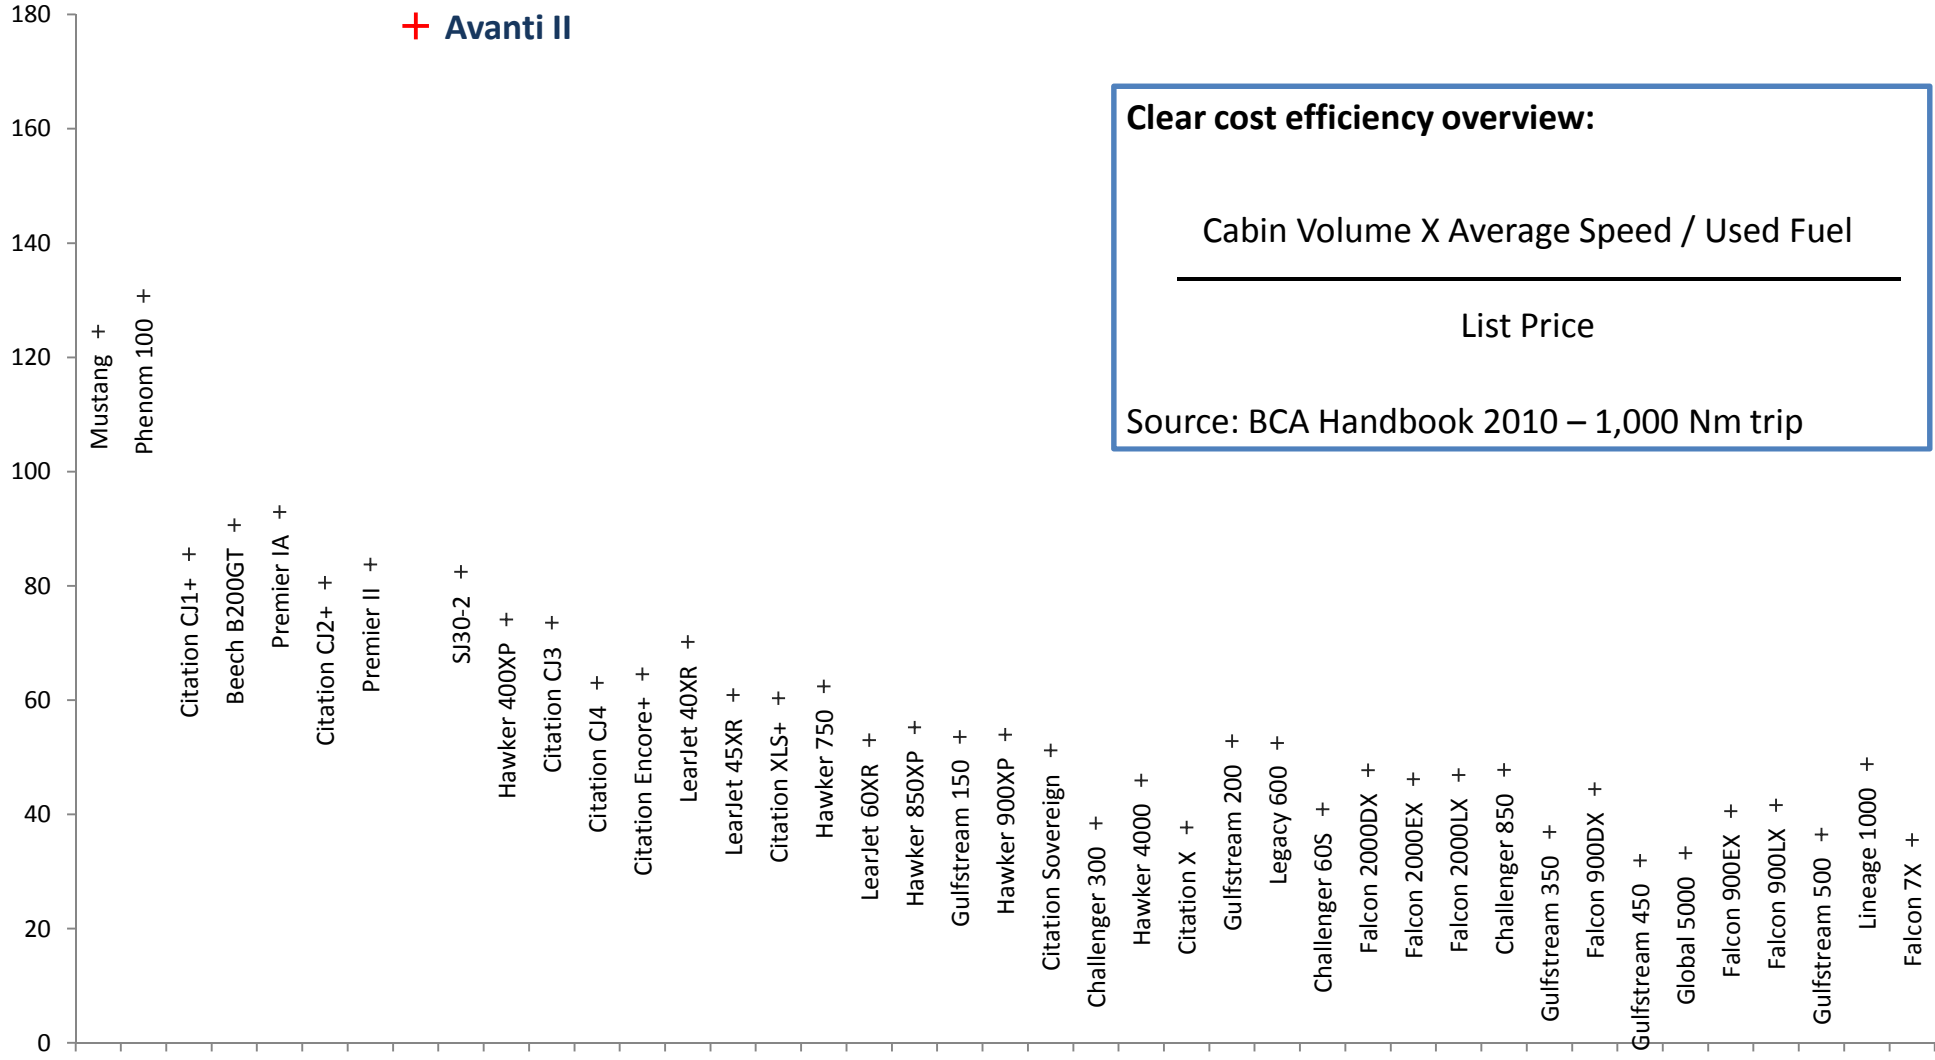 180
160
140
120
100
80
60
40
20
0
Avanti II
Clear cost efficiency overview:
Cabin Volume X Average Speed / Used Fuel
List Price
Source: BCA Handbook 2010 – 1,000 Nm trip
Mustang
Phenom 100
Citation CJ1+
Beech B200GT
Premier IA
Citation CJ2+
Premier II
SJ30-2
Hawker 400XP
Citation CJ3
Citation CJ4
Citation Encore+
LearJet 40XR
LearJet 45XR
Citation XLS+
Hawker 750
LearJet 60XR
Hawker 850XP
Gulfstream 150
Hawker 900XP
Citation Sovereign
Challenger 300
Hawker 4000
Citation X
Gulfstream 200
Legacy 600
Challenger 60S
Falcon 2000DX
Falcon 2000EX
Falcon 2000LX
Challenger 850
Gulfstream 350
Falcon 900DX
Gulfstream 450
Global 5000
Falcon 900EX
Falcon 900LX
Gulfstream 500
Lineage 1000
Falcon 7X